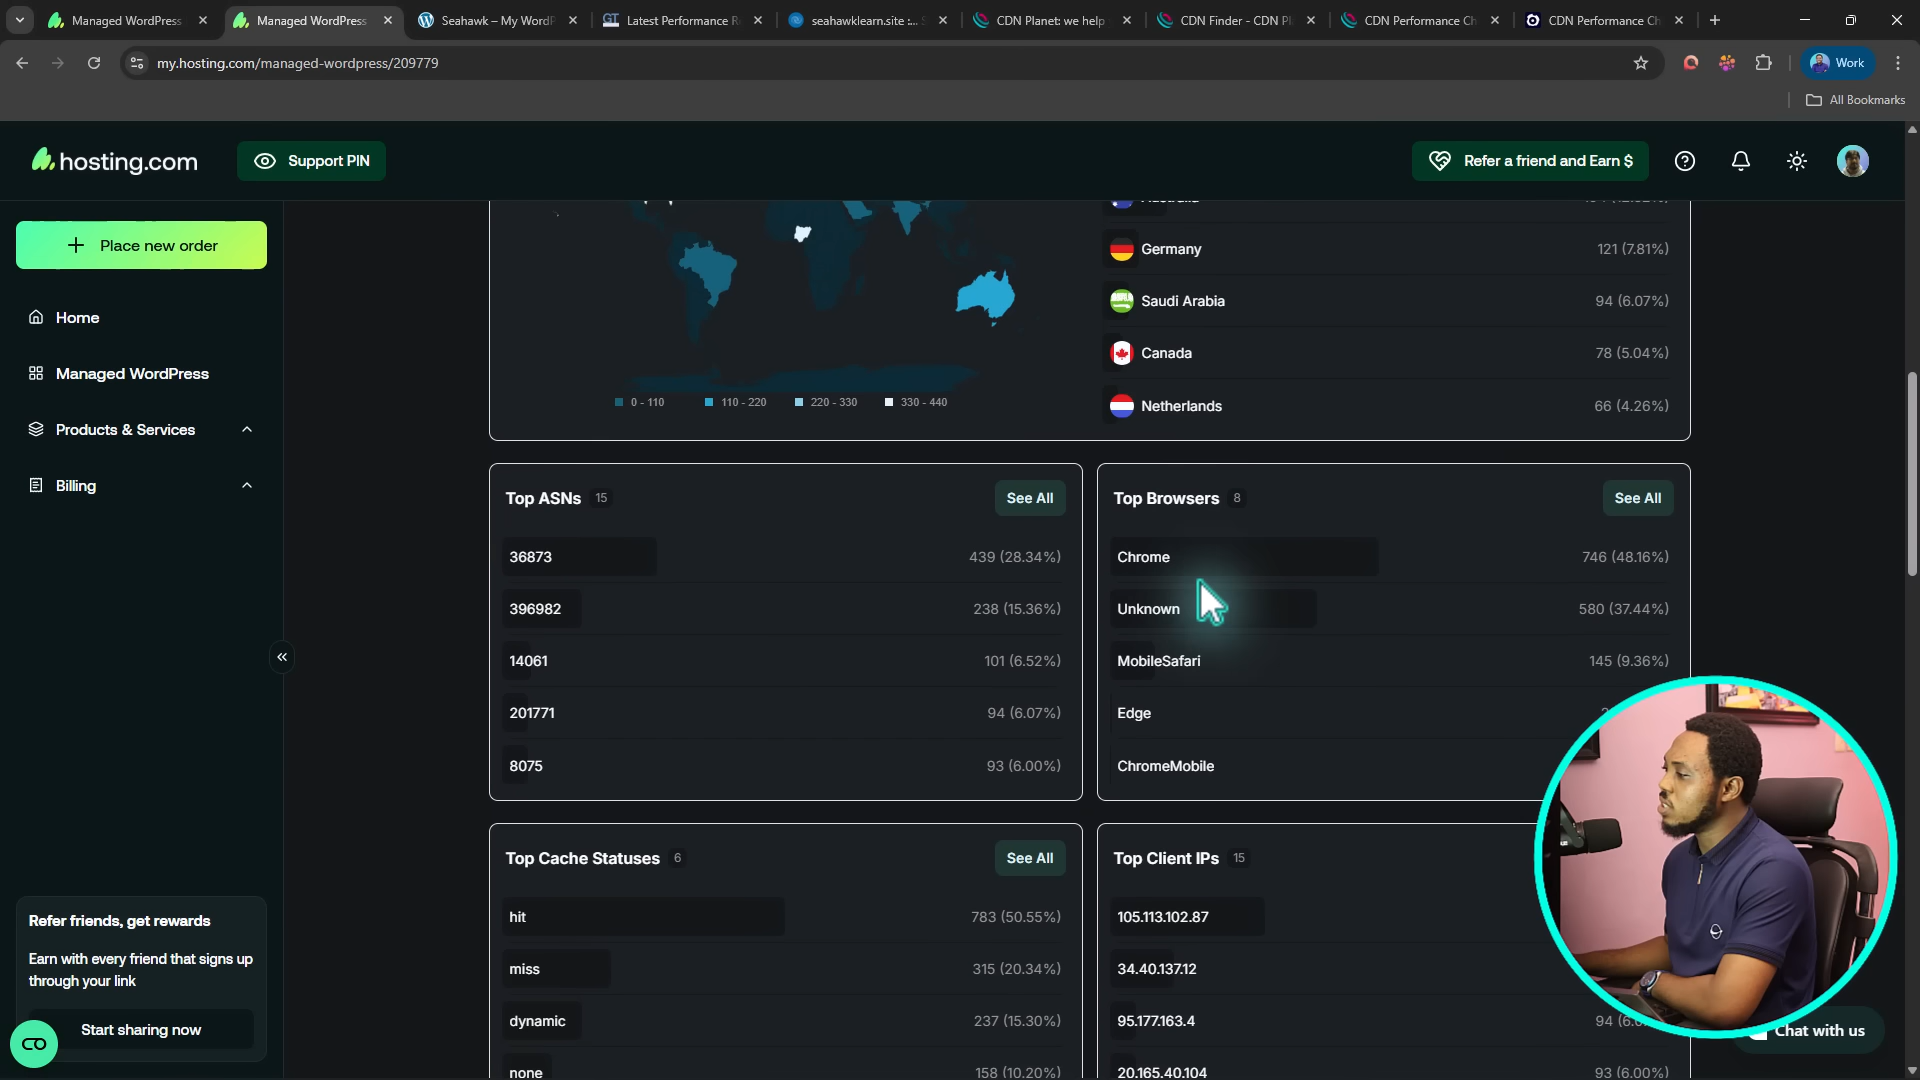 Managed WordPress
Managed WordPress
Seahawk – My WordP
Latest Performance R
seahawklearn.site :...
CDN Planet: we help
CDN Finder - CDN Pl
CDN Performance Ch
CDN Performance Ch
my.hosting.com/managed-wordpress/209779
Work
All Bookmarks
hosting.com
Support PIN
Refer a friend and Earn $
Place new order
Home
Managed WordPress
Products & Services
Billing
Germany
121 (7.81%)
Saudi Arabia
94 (6.07%)
Canada
78 (5.04%)
Netherlands
66 (4.26%)
0 - 110
110 - 220
220 - 330
330 - 440
Top ASNs 15
See All
36873
439 (28.34%)
396982
238 (15.36%)
14061
101 (6.52%)
201771
94 (6.07%)
8075
93 (6.00%)
Top Browsers 8
See All
Chrome
746 (48.16%)
Unknown
580 (37.44%)
MobileSafari
145 (9.36%)
Edge
ChromeMobile
Top Cache Statuses 6
See All
hit
783 (50.55%)
miss
315 (20.34%)
dynamic
237 (15.30%)
none
158 (10.20%)
Top Client IPs 15
105.113.102.87
34.40.137.12
95.177.163.4
20.165.40.104
93 (6.00%)
Refer friends, get rewards
Earn with every friend that signs up
through your link
Start sharing now
Chat with us